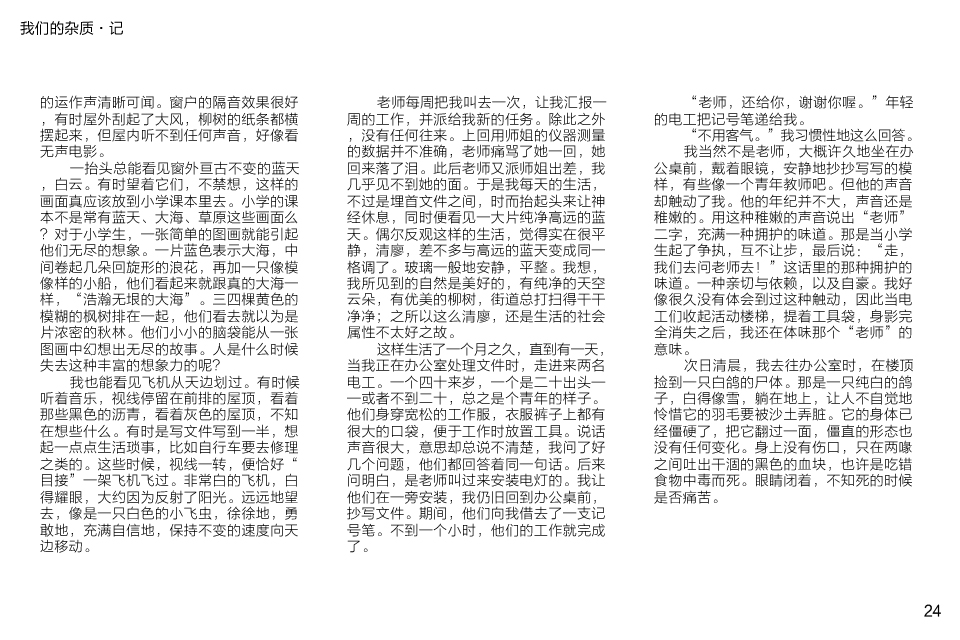 我们的杂质·记
的运作声清晰可闻。窗户的隔音效果很好
，有时屋外刮起了大风，柳树的纸条都横
摆起来，但屋内听不到任何声音，好像看
无声电影。
一抬头总能看见窗外亘古不变的蓝天
，白云。有时望着它们，不禁想，这样的
画面真应该放到小学课本里去。小学的课
本不是常有蓝天、大海、草原这些画面么
？对于小学生，一张简单的图画就能引起
他们无尽的想象。一片蓝色表示大海，中
间卷起几朵回旋形的浪花，再加一只像模
像样的小船，他们看起来就跟真的大海一
样，“浩瀚无垠的大海”。三四棵黄色的
模糊的枫树排在一起，他们看去就以为是
片浓密的秋林。他们小小的脑袋能从一张
图画中幻想出无尽的故事。人是什么时候
失去这种丰富的想象力的呢？
我也能看见飞机从天边划过。有时候
听着音乐，视线停留在前排的屋顶，看着
那些黑色的沥青，看着灰色的屋顶，不知
在想些什么。有时是写文件写到一半，想
起一点点生活琐事，比如自行车要去修理
之类的。这些时候，视线一转，便恰好“
目接”一架飞机飞过。非常白的飞机，白
得耀眼，大约因为反射了阳光。远远地望
去，像是一只白色的小飞虫，徐徐地，勇
敢地，充满自信地，保持不变的速度向天
边移动。
老师每周把我叫去一次，让我汇报一
周的工作，并派给我新的任务。除此之外
，没有任何往来。上回用师姐的仪器测量
的数据并不准确，老师痛骂了她一回，她
回来落了泪。此后老师又派师姐出差，我
几乎见不到她的面。于是我每天的生活，
不过是埋首文件之间，时而抬起头来让神
经休息，同时便看见一大片纯净高远的蓝
天。偶尔反观这样的生活，觉得实在很平
静，清廖，差不多与高远的蓝天变成同一
格调了。玻璃一般地安静，平整。我想，
我所见到的自然是美好的，有纯净的天空
云朵，有优美的柳树，街道总打扫得干干
净净；之所以这么清廖，还是生活的社会
属性不太好之故。
这样生活了一个月之久，直到有一天，
当我正在办公室处理文件时，走进来两名
电工。一个四十来岁，一个是二十出头—
—或者不到二十，总之是个青年的样子。
他们身穿宽松的工作服，衣服裤子上都有
很大的口袋，便于工作时放置工具。说话
声音很大，意思却总说不清楚，我问了好
几个问题，他们都回答着同一句话。后来
问明白，是老师叫过来安装电灯的。我让
他们在一旁安装，我仍旧回到办公桌前，
抄写文件。期间，他们向我借去了一支记
号笔。不到一个小时，他们的工作就完成
了。
“老师，还给你，谢谢你喔。”年轻
的电工把记号笔递给我。
“不用客气。”我习惯性地这么回答。
我当然不是老师，大概许久地坐在办
公桌前，戴着眼镜，安静地抄抄写写的模
样，有些像一个青年教师吧。但他的声音
却触动了我。他的年纪并不大，声音还是
稚嫩的。用这种稚嫩的声音说出“老师”
二字，充满一种拥护的味道。那是当小学
生起了争执，互不让步，最后说：“走，
我们去问老师去！”这话里的那种拥护的
味道。一种亲切与依赖，以及自豪。我好
像很久没有体会到过这种触动，因此当电
工们收起活动楼梯，提着工具袋，身影完
全消失之后，我还在体味那个“老师”的
意味。
次日清晨，我去往办公室时，在楼顶
捡到一只白鸽的尸体。那是一只纯白的鸽
子，白得像雪，躺在地上，让人不自觉地
怜惜它的羽毛要被沙土弄脏。它的身体已
经僵硬了，把它翻过一面，僵直的形态也
没有任何变化。身上没有伤口，只在两喙
之间吐出干涸的黑色的血块，也许是吃错
食物中毒而死。眼睛闭着，不知死的时候
是否痛苦。
24